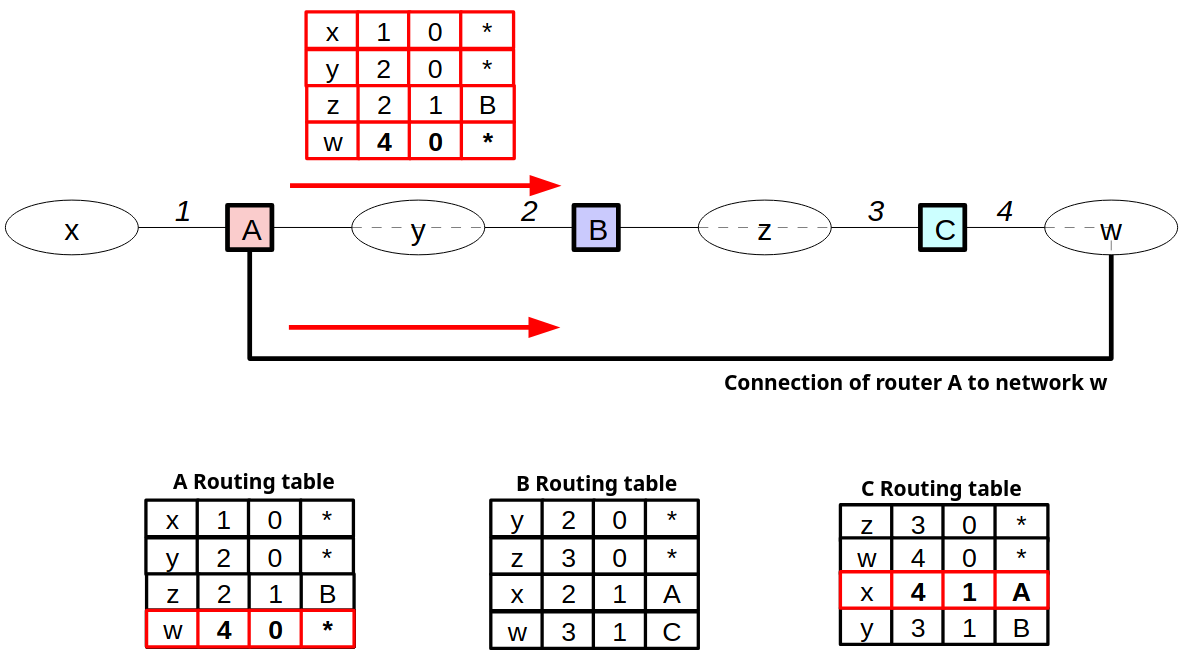 x 1 0 *
y 2 0 *
z 2 1 B
w 4 0 *
x 1 A y 2 B z 3 C 4 w
Connection of router A to network w
A Routing table
x 1 0 *
y 2 0 *
z 2 1 B
w 4 0 *
B Routing table
y 2 0 *
z 3 0 *
x 2 1 A
w 3 1 C
C Routing table
z 3 0 *
w 4 0 *
x 4 1 A
y 3 1 B